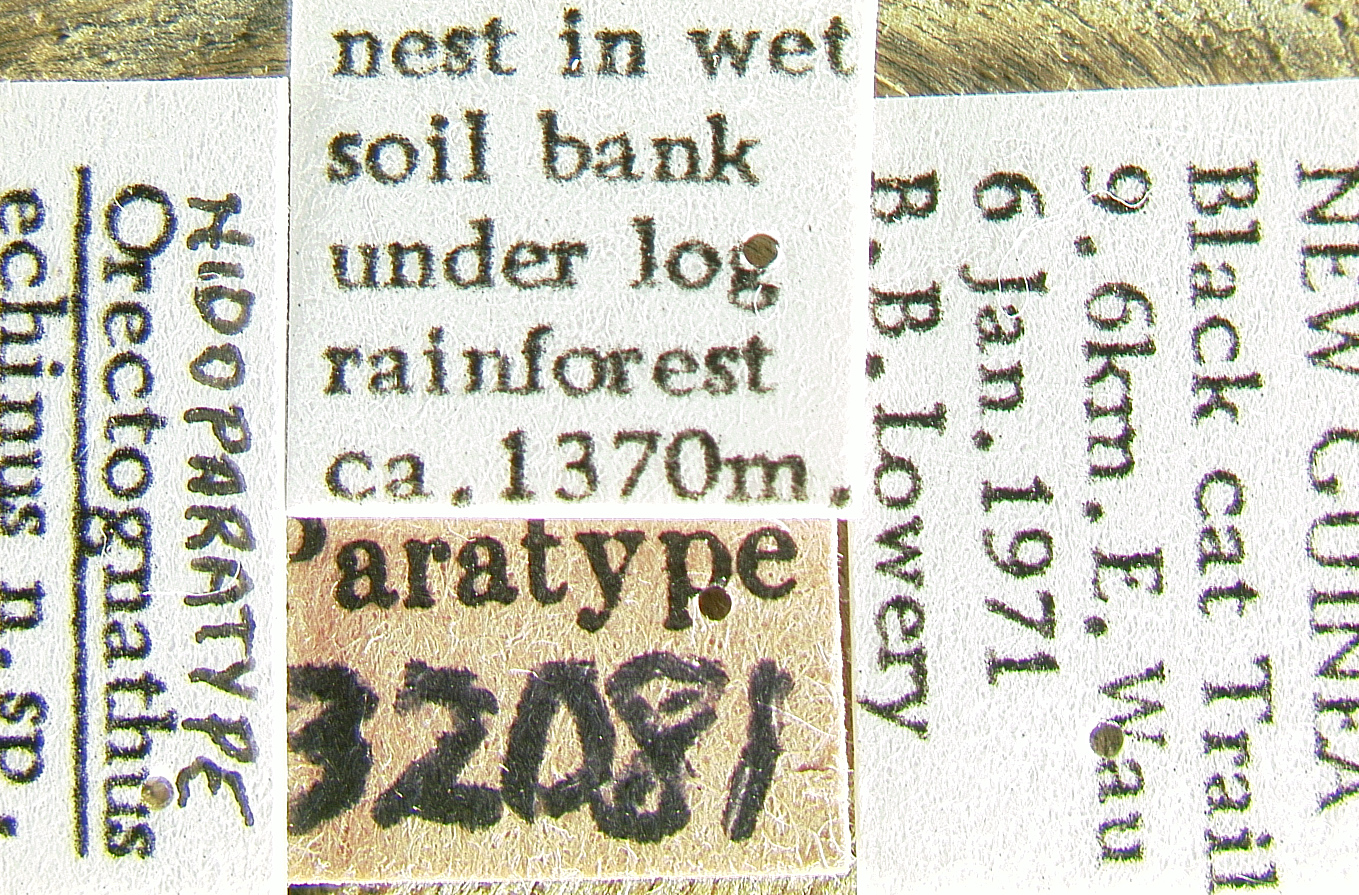 NIDOPARATYPE
Orectognathus
echinus n.sp.
nest in wet
soil bank
under log
rainforest
ca.1370m.
Paratype
32081
NEW GUINEA
Black cat Trail
9.6km.E. Wau
6 Jan.1971
B.B.Lowery